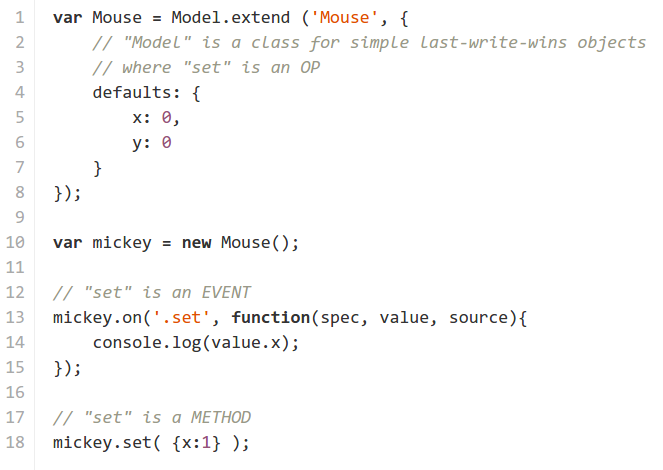 1 var Mouse = Model.extend ('Mouse', {
2     // "Model" is a class for simple last-write-wins objects
3     // where "set" is an OP
4     defaults: {
5         x: 0,
6         y: 0
7     }
8 });
9
10 var mickey = new Mouse();
11
12 // "set" is an EVENT
13 mickey.on('.set', function(spec, value, source){
14     console.log(value.x);
15 });
16
17 // "set" is a METHOD
18 mickey.set( {x:1} );